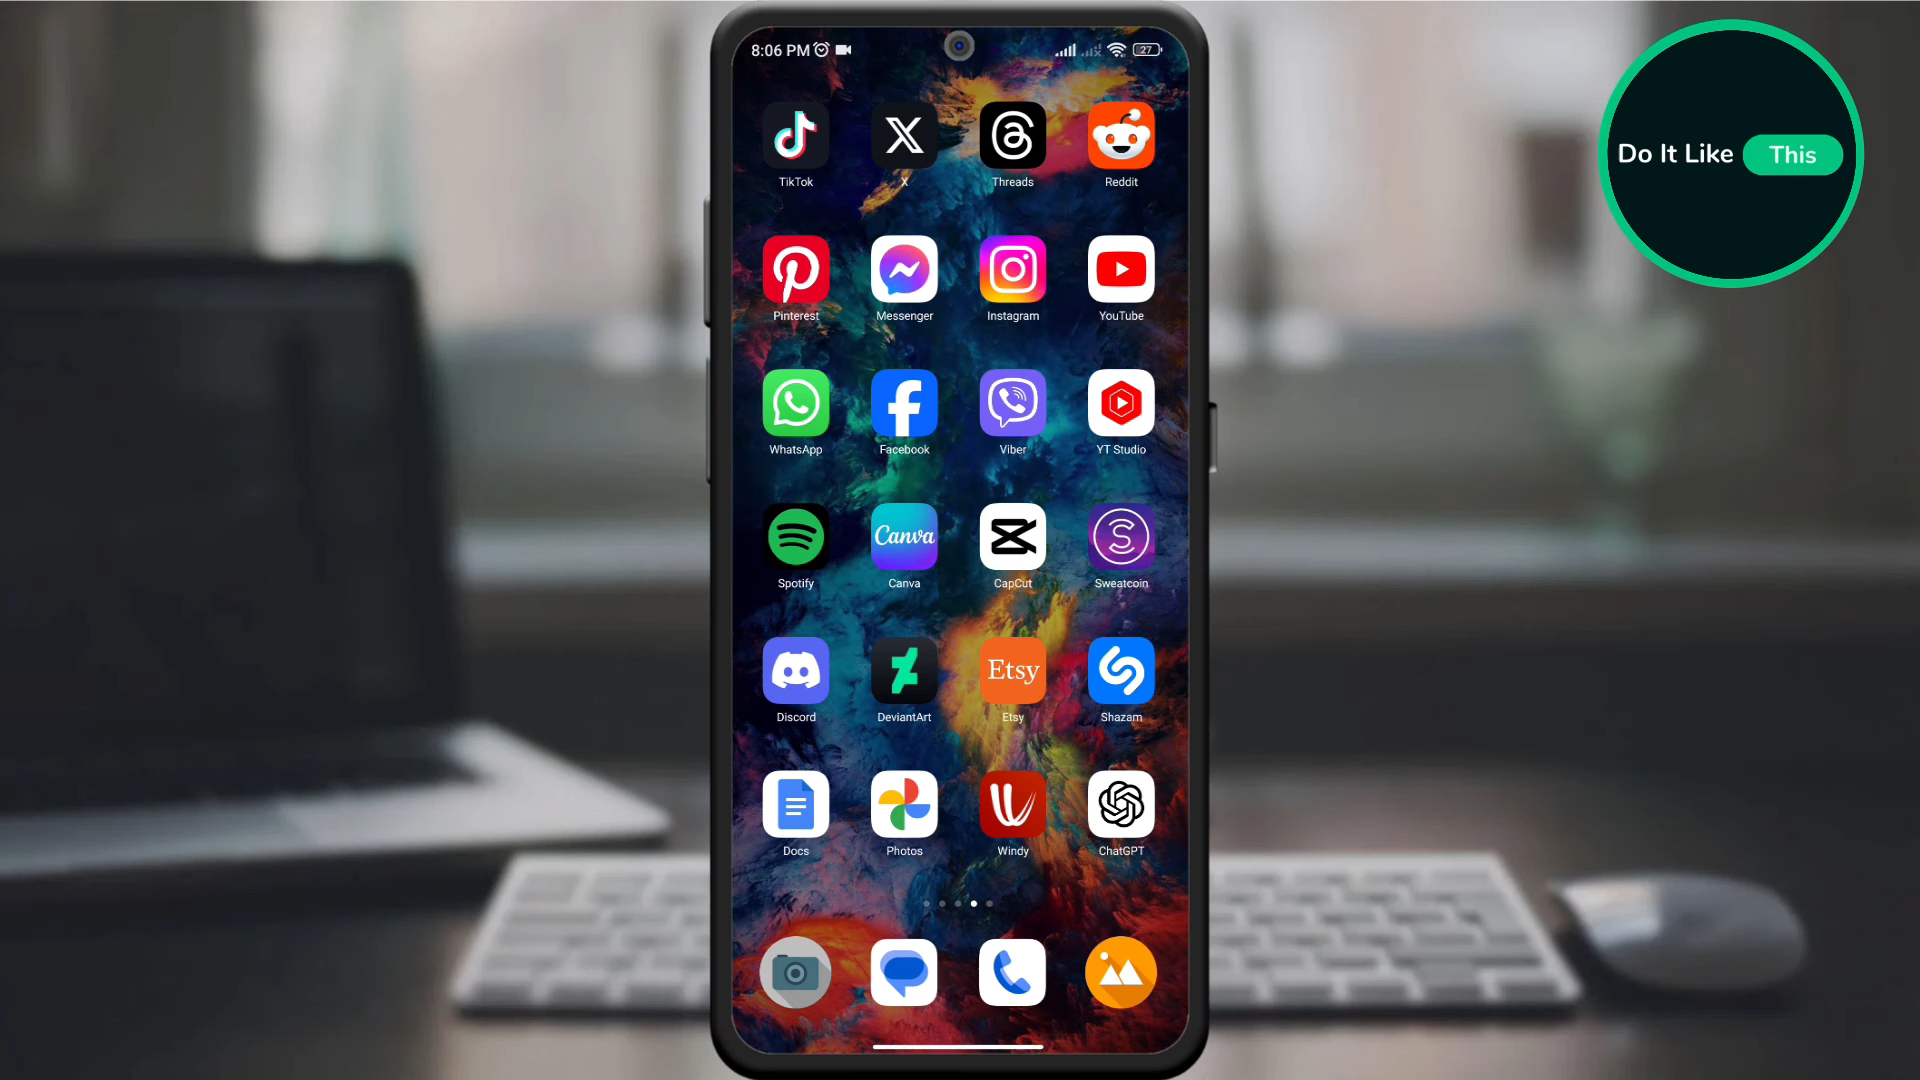 8:06 PM
27
Do It Like This
TikTok
X
Threads
Reddit
Pinterest
Messenger
Instagram
YouTube
WhatsApp
Facebook
Viber
YT Studio
Canva
Spotify
Canva
CapCut
Sweatcoin
Etsy
Discord
DeviantArt
Etsy
Shazam
Docs
Photos
Windy
ChatGPT